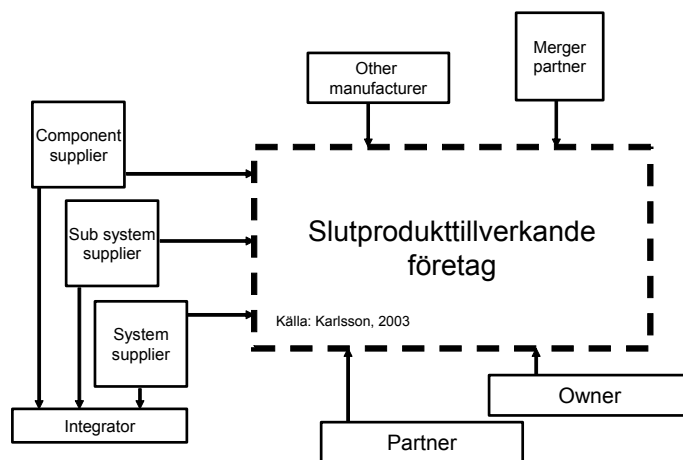 Merger
partner
Other
manufacturer
Component
supplier
Sub system
supplier
System
supplier
Slutprodukttillverkande
företag
Källa: Karlsson, 2003
Integrator
Owner
Partner